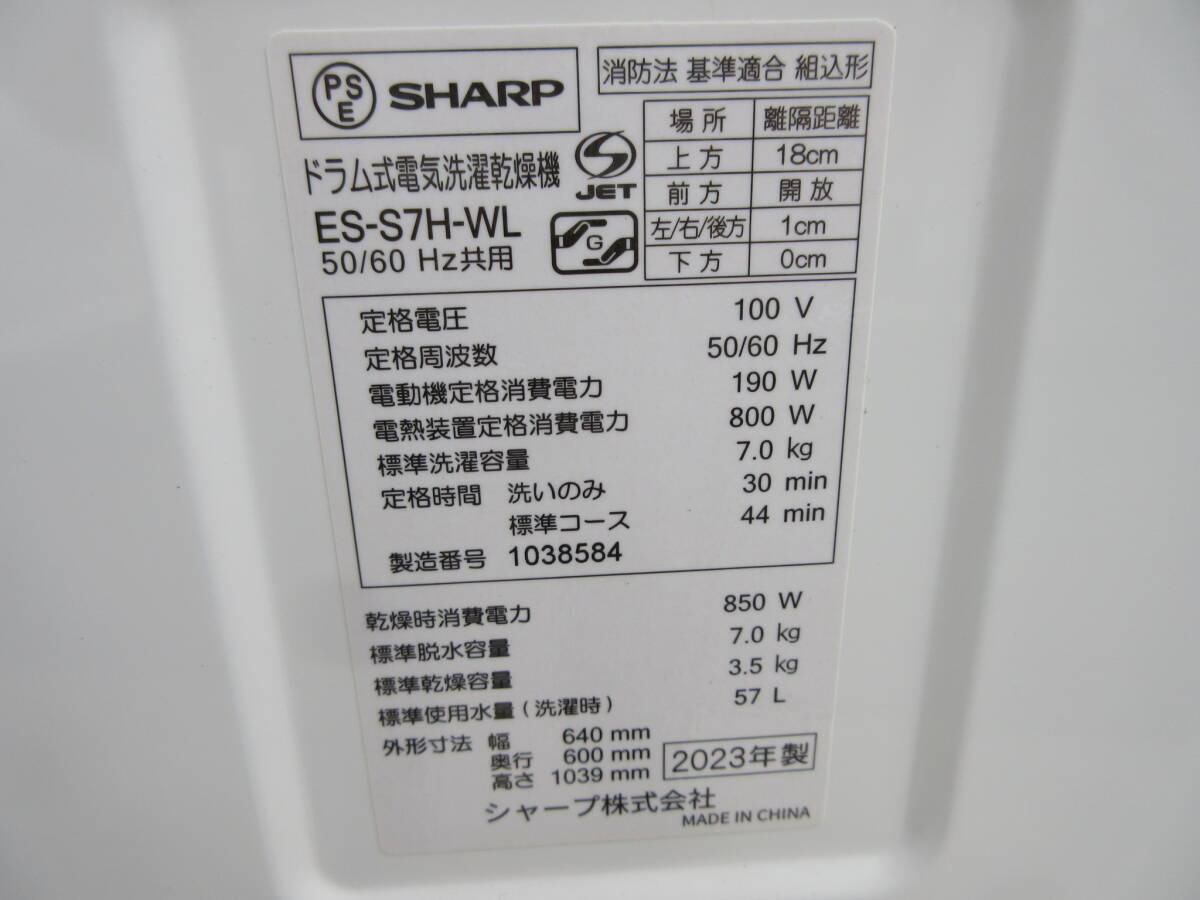 PS
E
SHARP
消防法 基準適合 組込形
場所 離隔距離
上方 18cm
前方 開放
左/右/後方 1cm
下方 0cm
ドラム式電気洗濯乾燥機
S
JET
ES-S7H-WL
G
50/60 Hz共用
定格電圧 100 V
定格周波数 50/60 Hz
電動機定格消費電力 190 W
電熱装置定格消費電力 800 W
標準洗濯容量 7.0 kg
定格時間 洗いのみ 30 min
標準コース 44 min
製造番号 1038584
乾燥時消費電力 850 W
標準脱水容量 7.0 kg
標準乾燥容量 3.5 kg
標準使用水量(洗濯時) 57 L
外形寸法 幅 640 mm
奥行 600 mm
高さ 1039 mm
2023年製
シャープ株式会社
MADE IN CHINA